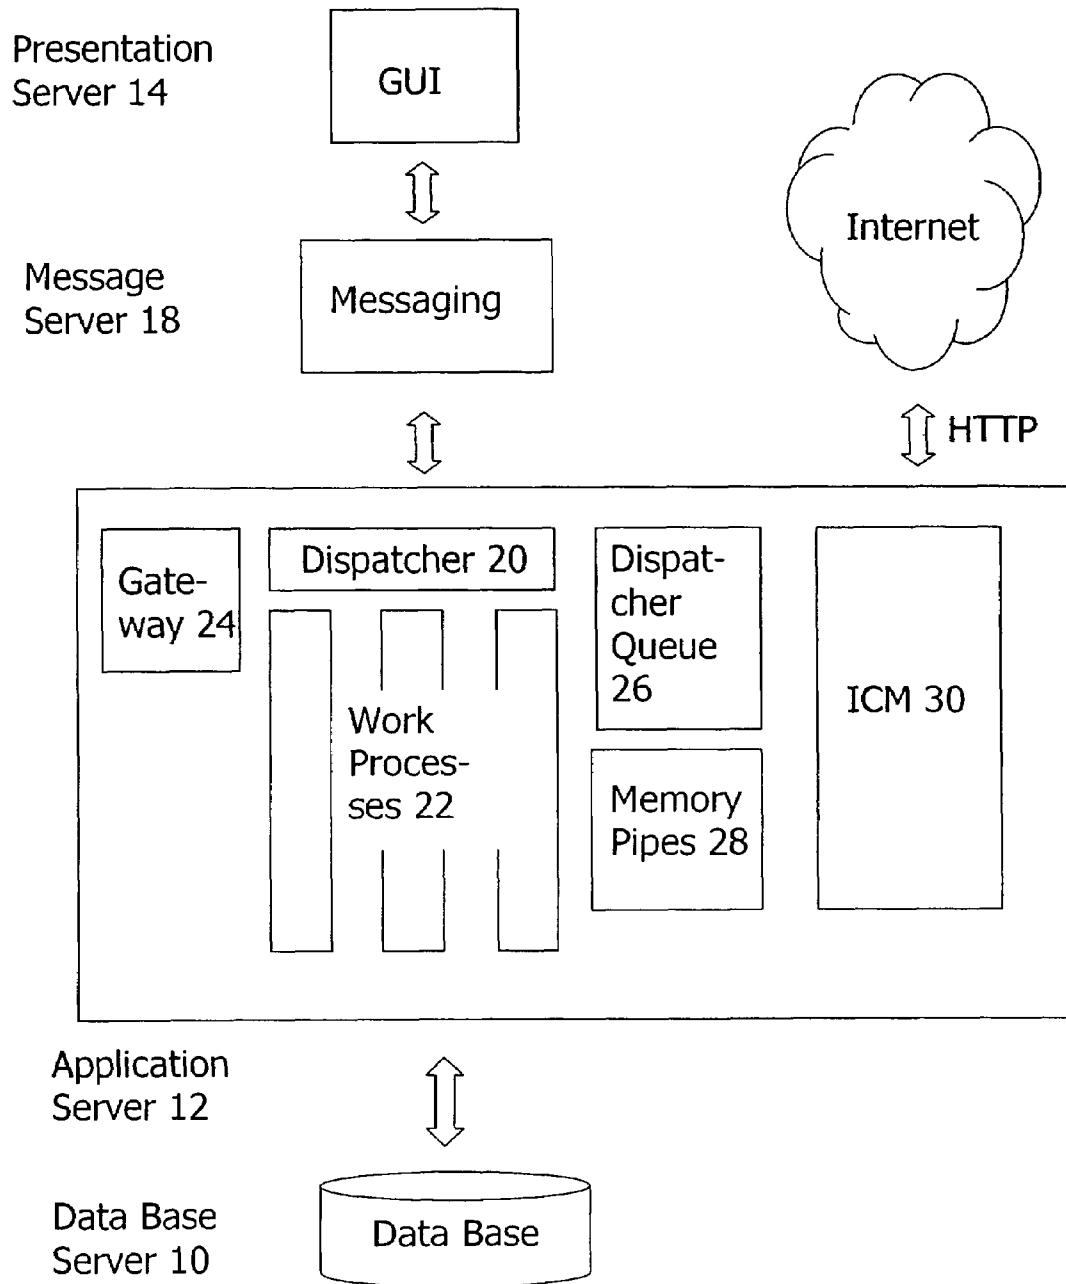 Presentation
Server 14
GUI
Internet
Message
Server 18
Messaging
HTTP
Gate-
way 24
Dispatcher 20
Dispat-
cher
Queue
26
ICM 30
Work
Proces-
ses 22
Memory
Pipes 28
Application
Server 12
Data Base
Server 10
Data Base